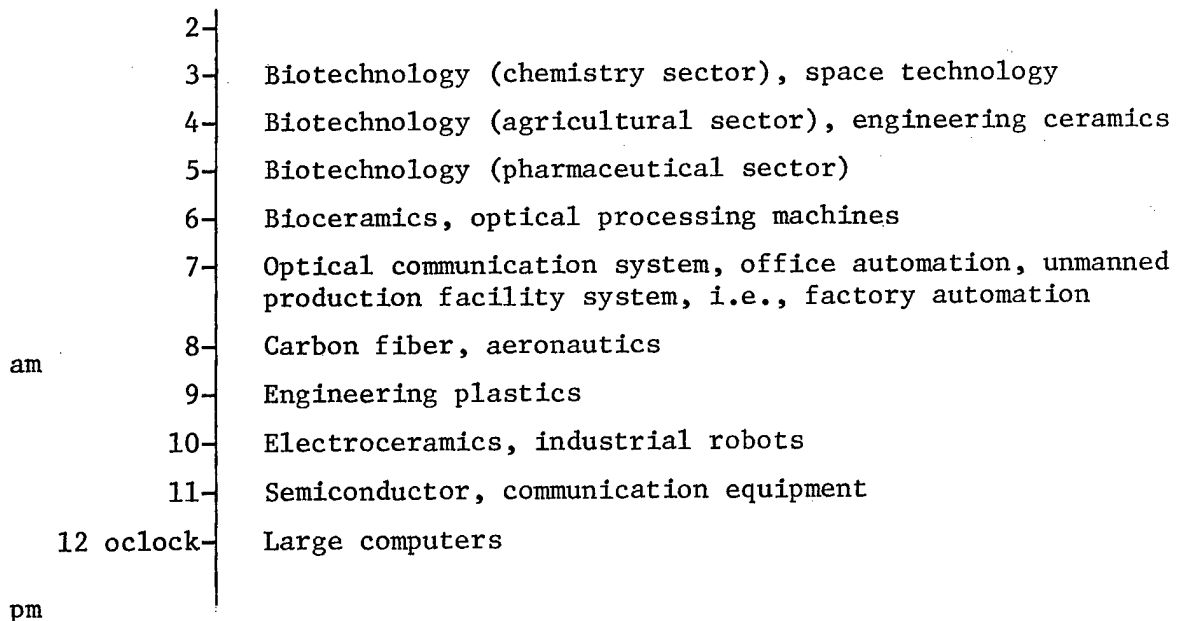 2-
3- Biotechnology (chemistry sector), space technology
4- Biotechnology (agricultural sector), engineering ceramics
5- Biotechnology (pharmaceutical sector)
6- Bioceramics, optical processing machines
7- Optical communication system, office automation, unmanned
production facility system, i.e., factory automation
8- Carbon fiber, aeronautics
am
9- Engineering plastics
10- Electroceramics, industrial robots
11- Semiconductor, communication equipment
12 oclock- Large computers
pm